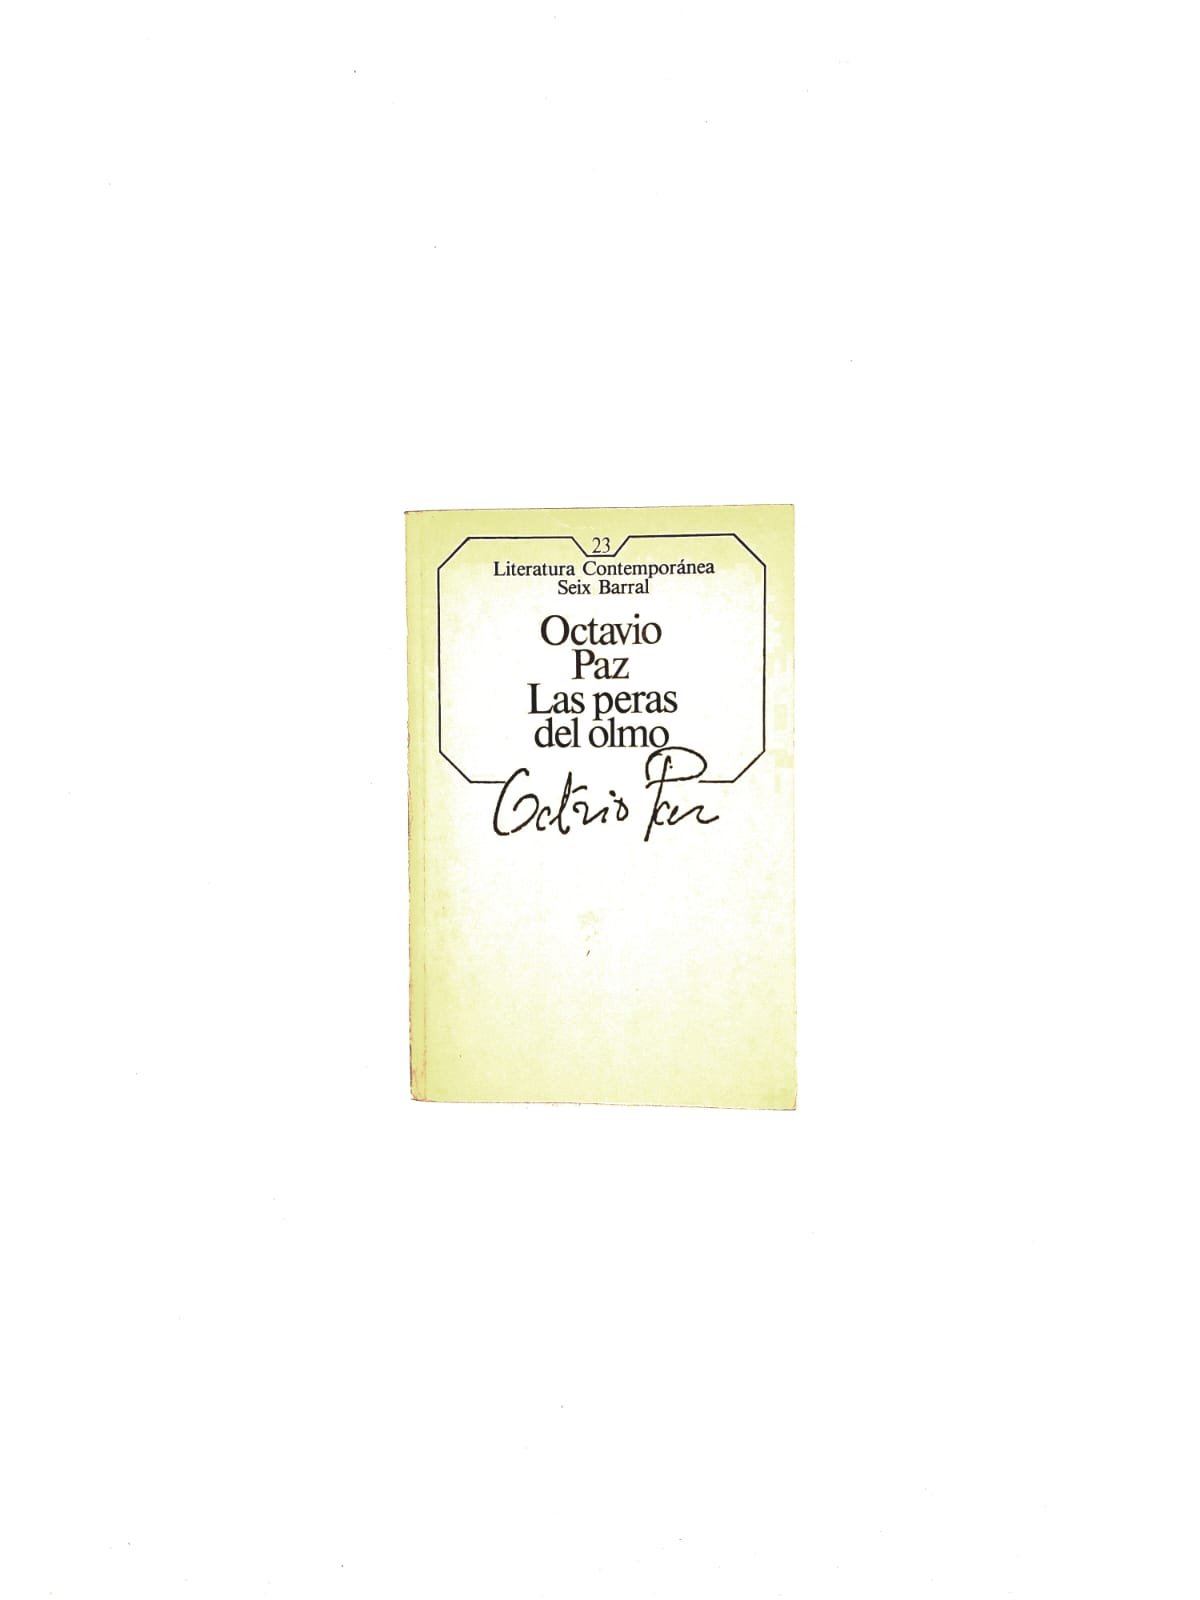 23
Literatura Contemporánea
Seix Barral
Octavio
Paz
Las peras
del olmo
Octavio Paz